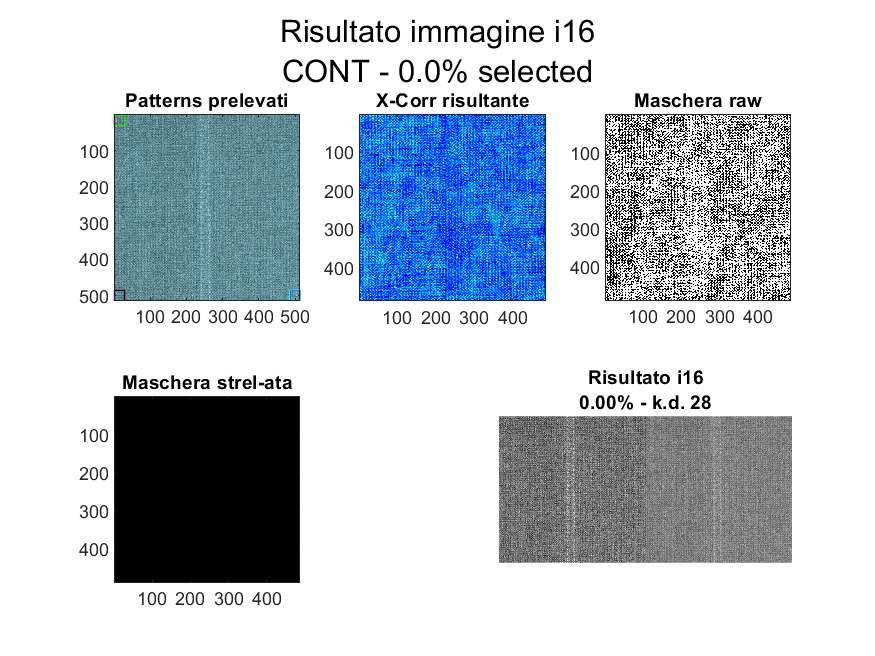 Risultato immagine i16
CONT - 0.0% selected
Patterns prelevati
100
200
300
400
500
100 200 300 400 500
X-Corr risultante
100
200
300
400
100 200 300 400
Maschera raw
100
200
300
400
100 200 300 400
Maschera strel-ata
100
200
300
400
100 200 300 400
Risultato i16
0.00% - k.d. 28